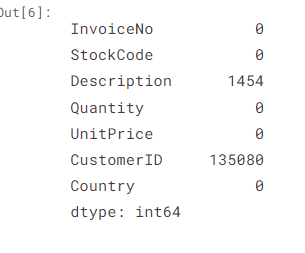 Out[6]:
InvoiceNo 0
StockCode 0
Description 1454
Quantity 0
UnitPrice 0
CustomerID 135080
Country 0
dtype: int64